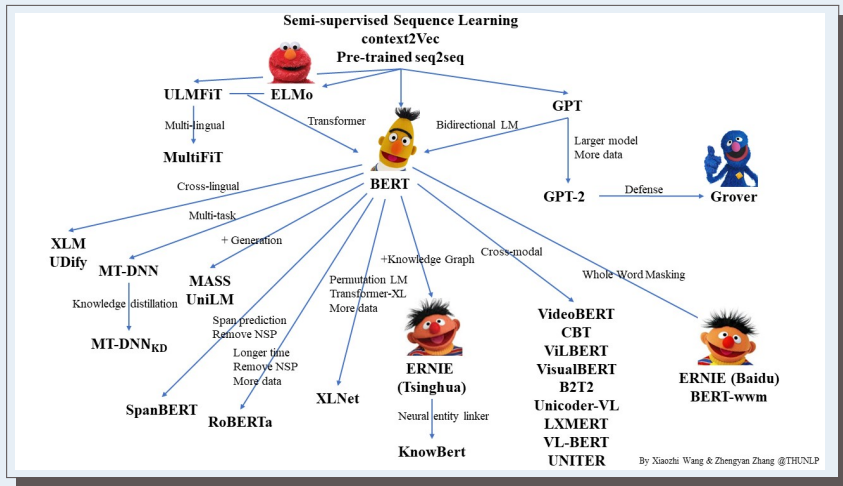 Semi-supervised Sequence Learning
context2Vec
Pre-trained seq2seq
ULMFiT
ELMo
GPT
Multi-lingual
Transformer
Bidirectional LM
Larger model
More data
MultiFiT
BERT
GPT-2
Defense
Grover
Cross-lingual
Multi-task
+ Generation
+Knowledge Graph
Cross-modal
Whole Word Masking
XLM
UDify
MT-DNN
MASS
UniLM
Permutation LM
Transformer-XL
More data
Knowledge distillation
Span prediction
Remove NSP
MT-DNNKD
Longer time
Remove NSP
More data
SpanBERT
RoBERTa
XLNet
ERNIE
(Tsinghua)
Neural entity linker
KnowBert
VideoBERT
CBT
ViLBERT
VisualBERT
B2T2
Unicoder-VL
LXMERT
VL-BERT
UNITER
ERNIE (Baidu)
BERT-wwm
By Xiaozhi Wang & Zhengyan Zhang @THUNLP